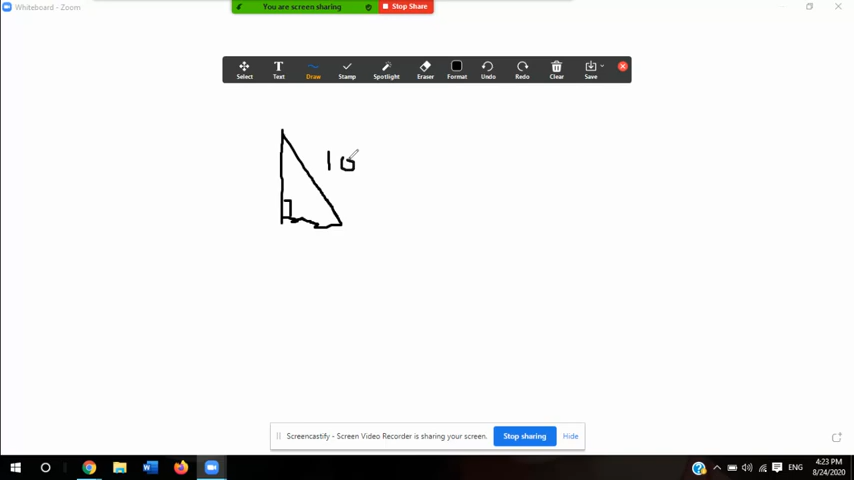 Whiteboard - Zoom
You are screen sharing
Stop Share
Select
Text
Draw
Stamp
Spotlight
Eraser
Format
Undo
Redo
Clear
Save
10
Screencastify - Screen Video Recorder is sharing your screen.
Stop sharing
Hide
ENG
4:23 PM
8/24/2020